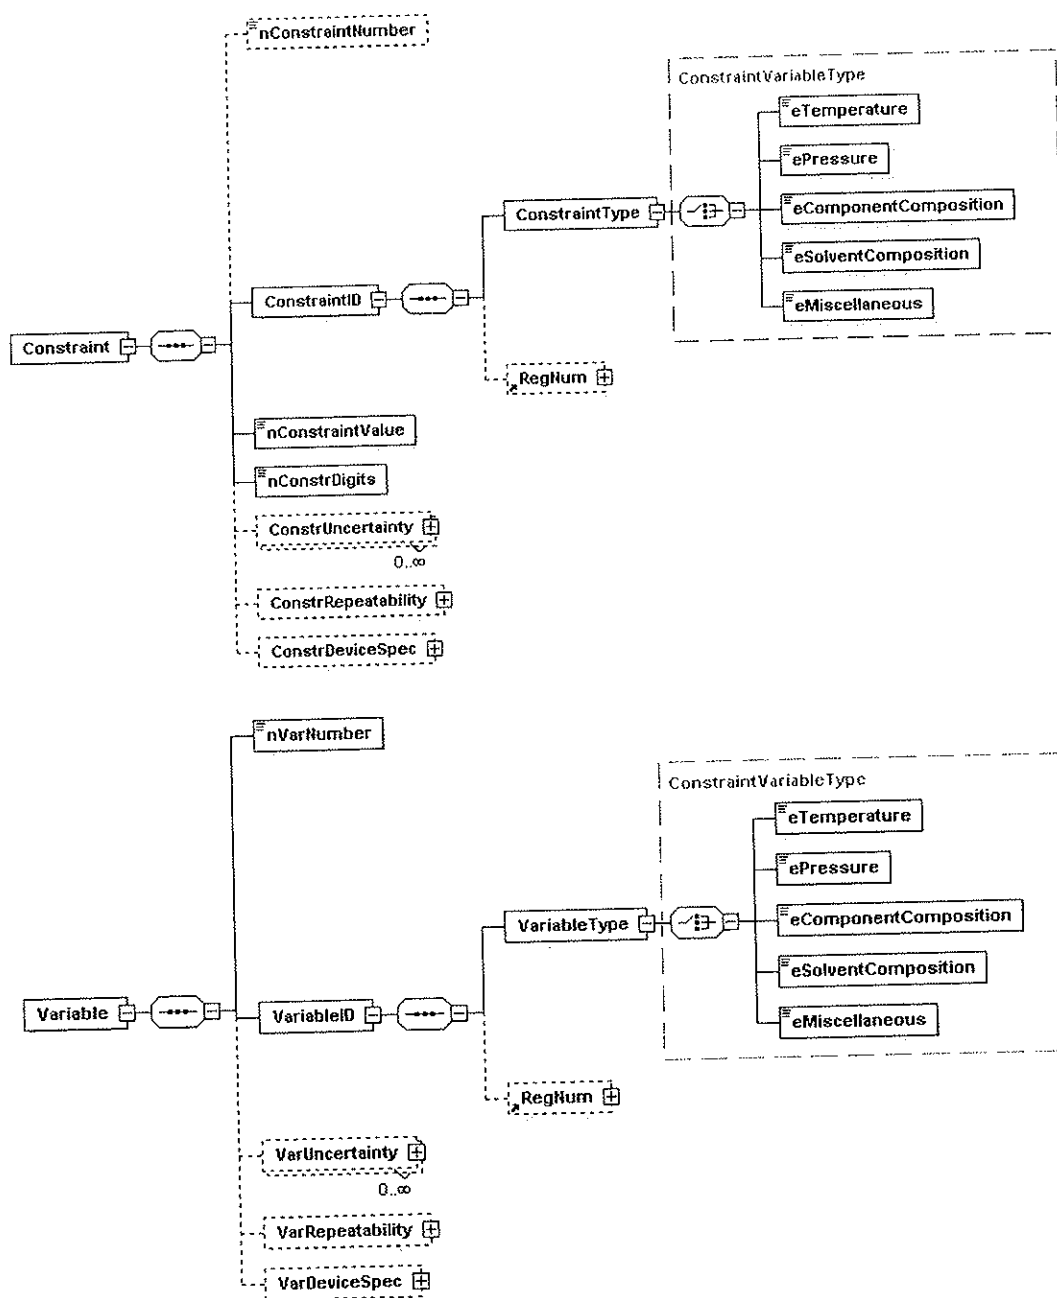 nConstraintNumber
ConstraintVariableType
eTemperature
ePressure
eComponentComposition
eSolventComposition
eMiscellaneous
ConstraintType
ConstraintID
Constraint
RegNum
nConstraintValue
nConstrDigits
ConstrUncertainty
0..∞
ConstrRepeatability
ConstrDeviceSpec
nVarNumber
ConstraintVariableType
eTemperature
ePressure
eComponentComposition
eSolventComposition
eMiscellaneous
VariableType
VariableID
Variable
RegNum
VarUncertainty
0..∞
VarRepeatability
VarDeviceSpec